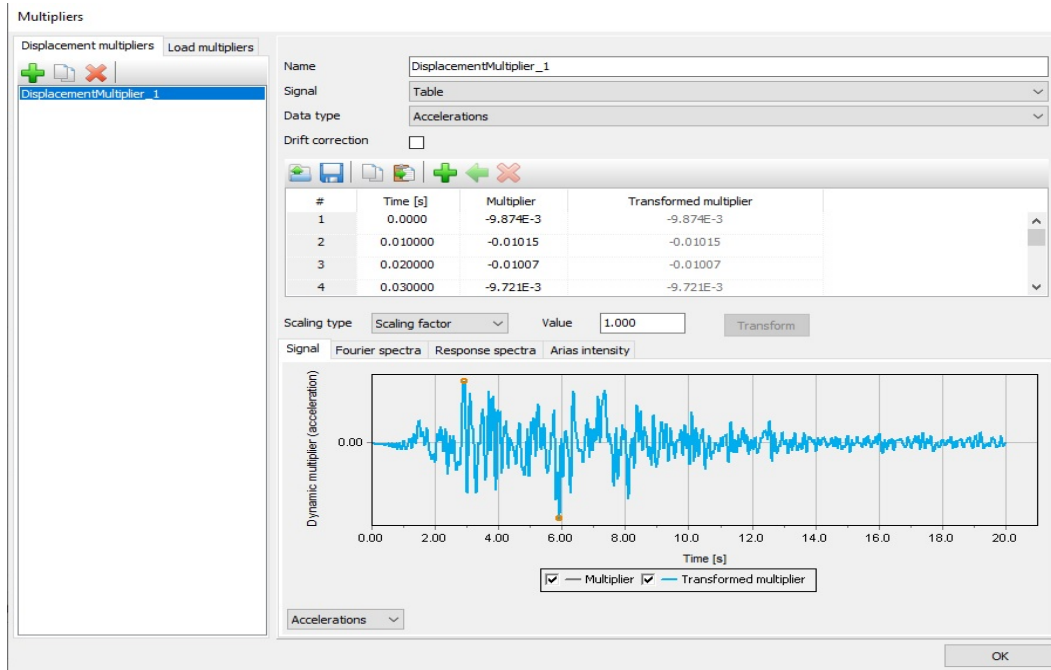 Multipliers
Displacement multipliers Load multipliers
DisplacementMultiplier_1
Name DisplacementMultiplier_1
Signal Table
Data type Accelerations
Drift correction
# Time [s] Multiplier Transformed multiplier
1 0.0000 -9.874E-3 -9.874E-3
2 0.010000 -0.01015 -0.01015
3 0.020000 -0.01007 -0.01007
4 0.030000 -9.721E-3 -9.721E-3
Scaling type Scaling factor Value 1.000 Transform
Signal Fourier spectra Response spectra Arias intensity
Dynamic multiplier (acceleration)
0.00
0.00 2.00 4.00 6.00 8.00 10.0 12.0 14.0 16.0 18.0 20.0
Time [s]
Multiplier Transformed multiplier
Accelerations
OK